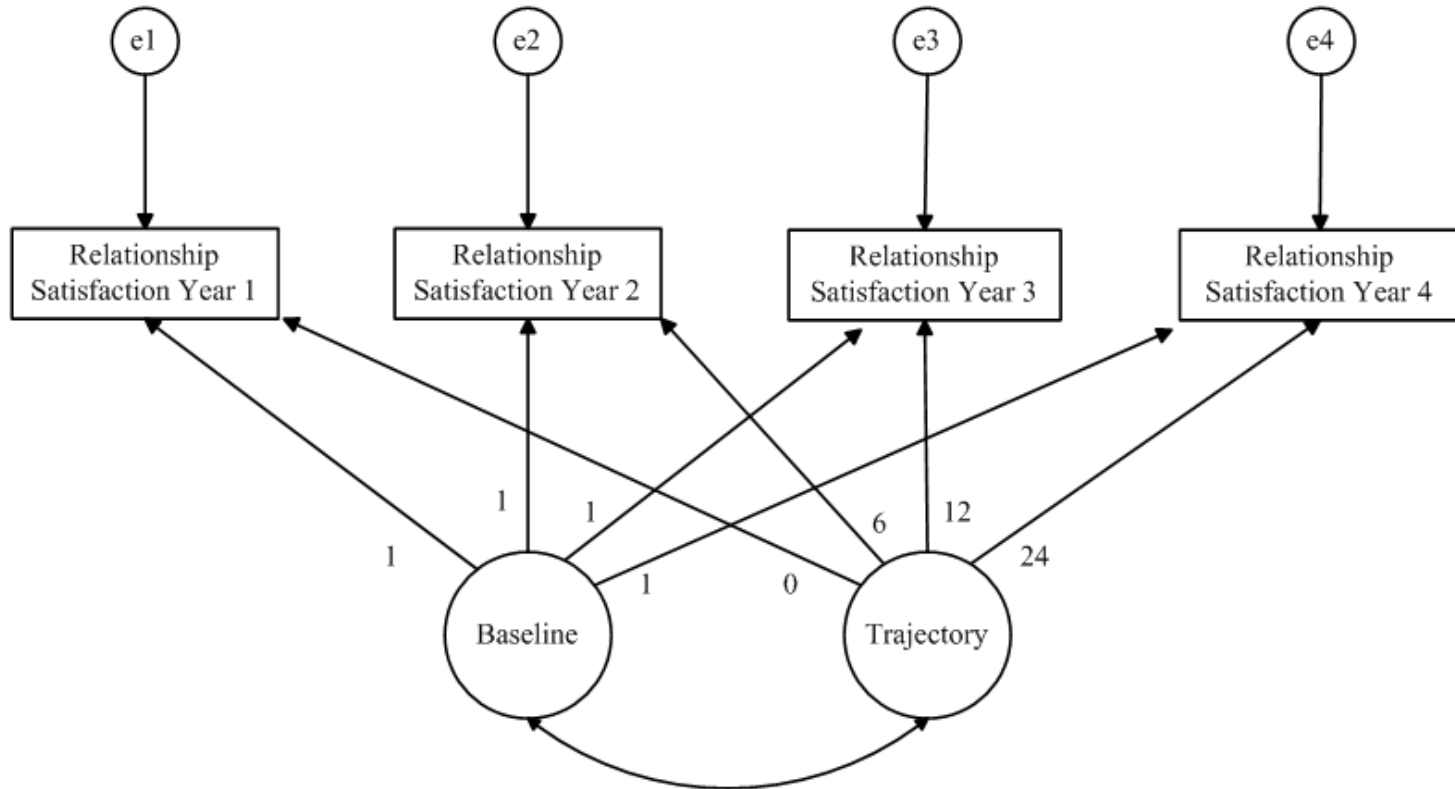 e1
e2
e3
e4
Relationship
Satisfaction Year 1
Relationship
Satisfaction Year 2
Relationship
Satisfaction Year 3
Relationship
Satisfaction Year 4
1
1
1
1
0
6
12
24
Baseline
Trajectory